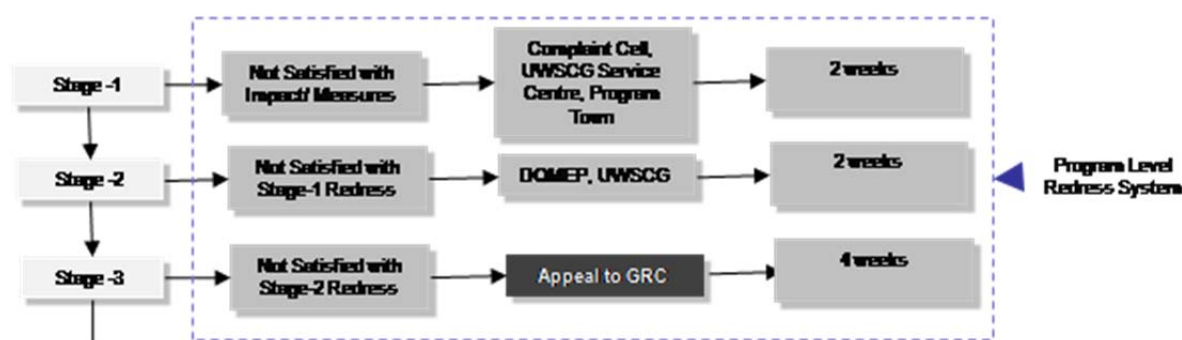 Stage -1
Not Satisfied with
Impact/ Measures
Complaint Cell,
UWSCG Service
Centre, Program
Town
2 weeks
Stage -2
Not Satisfied with
Stage-1 Redress
DOMEP, UWSCG
2 weeks
Program Level
Redress System
Stage -3
Not Satisfied with
Stage-2 Redress
Appeal to GRC
4 weeks